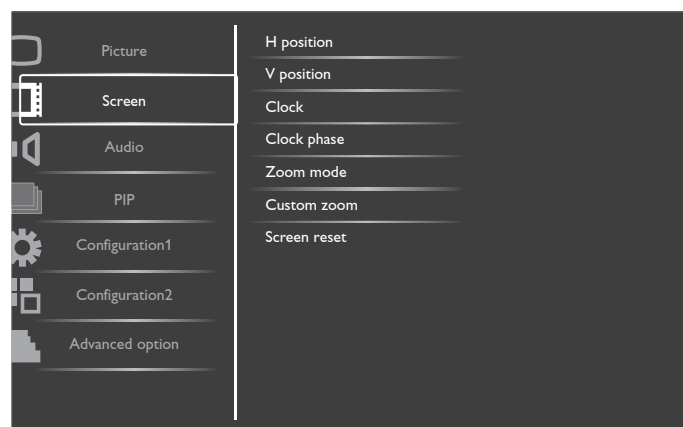 Picture
Screen
Audio
PIP
Configuration1
Configuration2
Advanced option
H position
V position
Clock
Clock phase
Zoom mode
Custom zoom
Screen reset